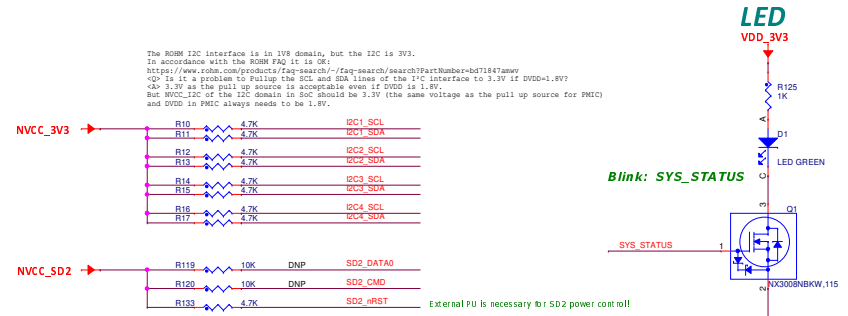 LED
VDD_3V3
The ROHM I2C interface is in 1V8 domain, but the I2C is 3V3.
In accordance with the ROHM FAQ it is OK:
https://www.rohm.com/products/faq-search/-/faq-search/search?PartNumber=bd71847amwv
<Q> Is it a problem to Pullup the SCL and SDA lines of the I²C interface to 3.3V if DVDD=1.8V?
<A> 3.3V as the pull up source is acceptable even if DVDD is 1.8V.
But NVCC_I2C of the I2C domain in SoC should be 3.3V (the same voltage as the pull up source for PMIC)
and DVDD in PMIC always needs to be 1.8V.
R125
1K
NVCC_3V3
R10 4.7K I2C1_SCL
R11 4.7K I2C1_SDA
R12 4.7K I2C2_SCL
R13 4.7K I2C2_SDA
R14 4.7K I2C3_SCL
R15 4.7K I2C3_SDA
R16 4.7K I2C4_SCL
R17 4.7K I2C4_SDA
A
D1
LED GREEN
C
Blink: SYS_STATUS
3
Q1
SYS_STATUS
1
NX3008NBKW,115
2
NVCC_SD2
R119 10K DNP SD2_DATA0
R120 10K DNP SD2_CMD
R133 4.7K SD2_nRST
External PU is necessary for SD2 power control!